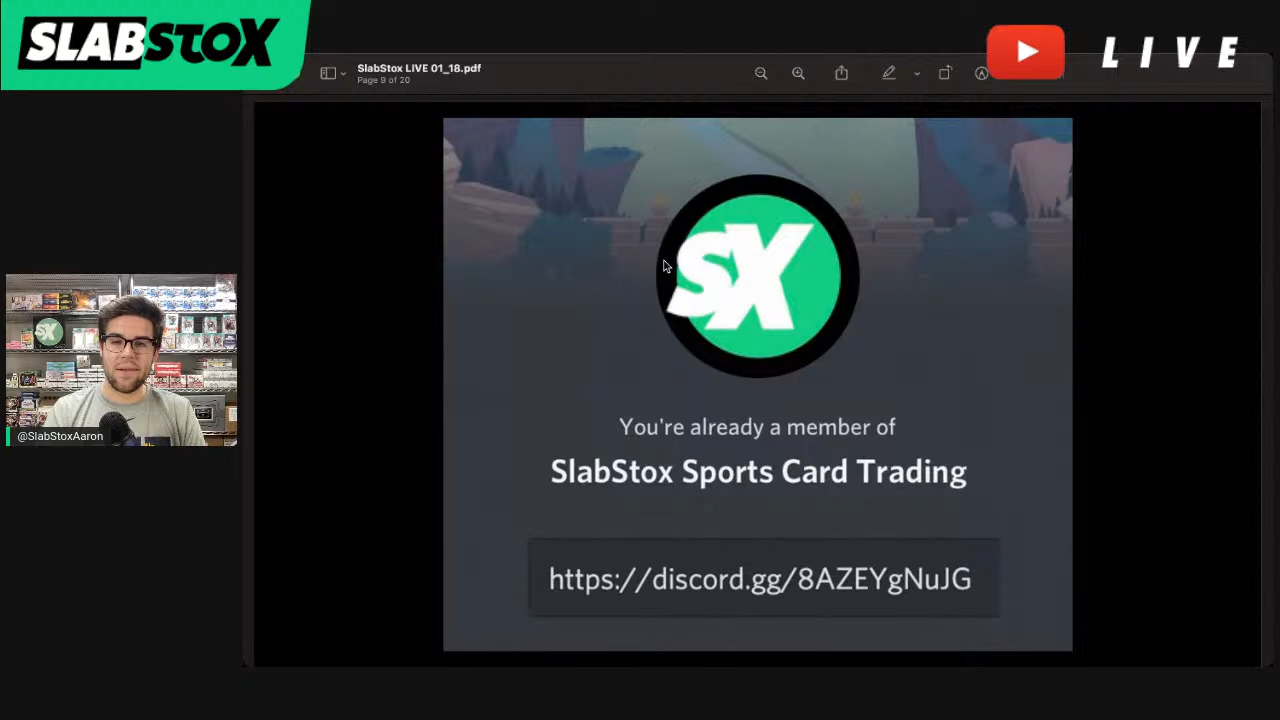 SLABSTOX
LIVE
SlabStox LIVE 01_18.pdf
Page 9 of 20
SX
You're already a member of
SlabStox Sports Card Trading
https://discord.gg/8AZEYgNuJG
SX
@SlabStoxAaron